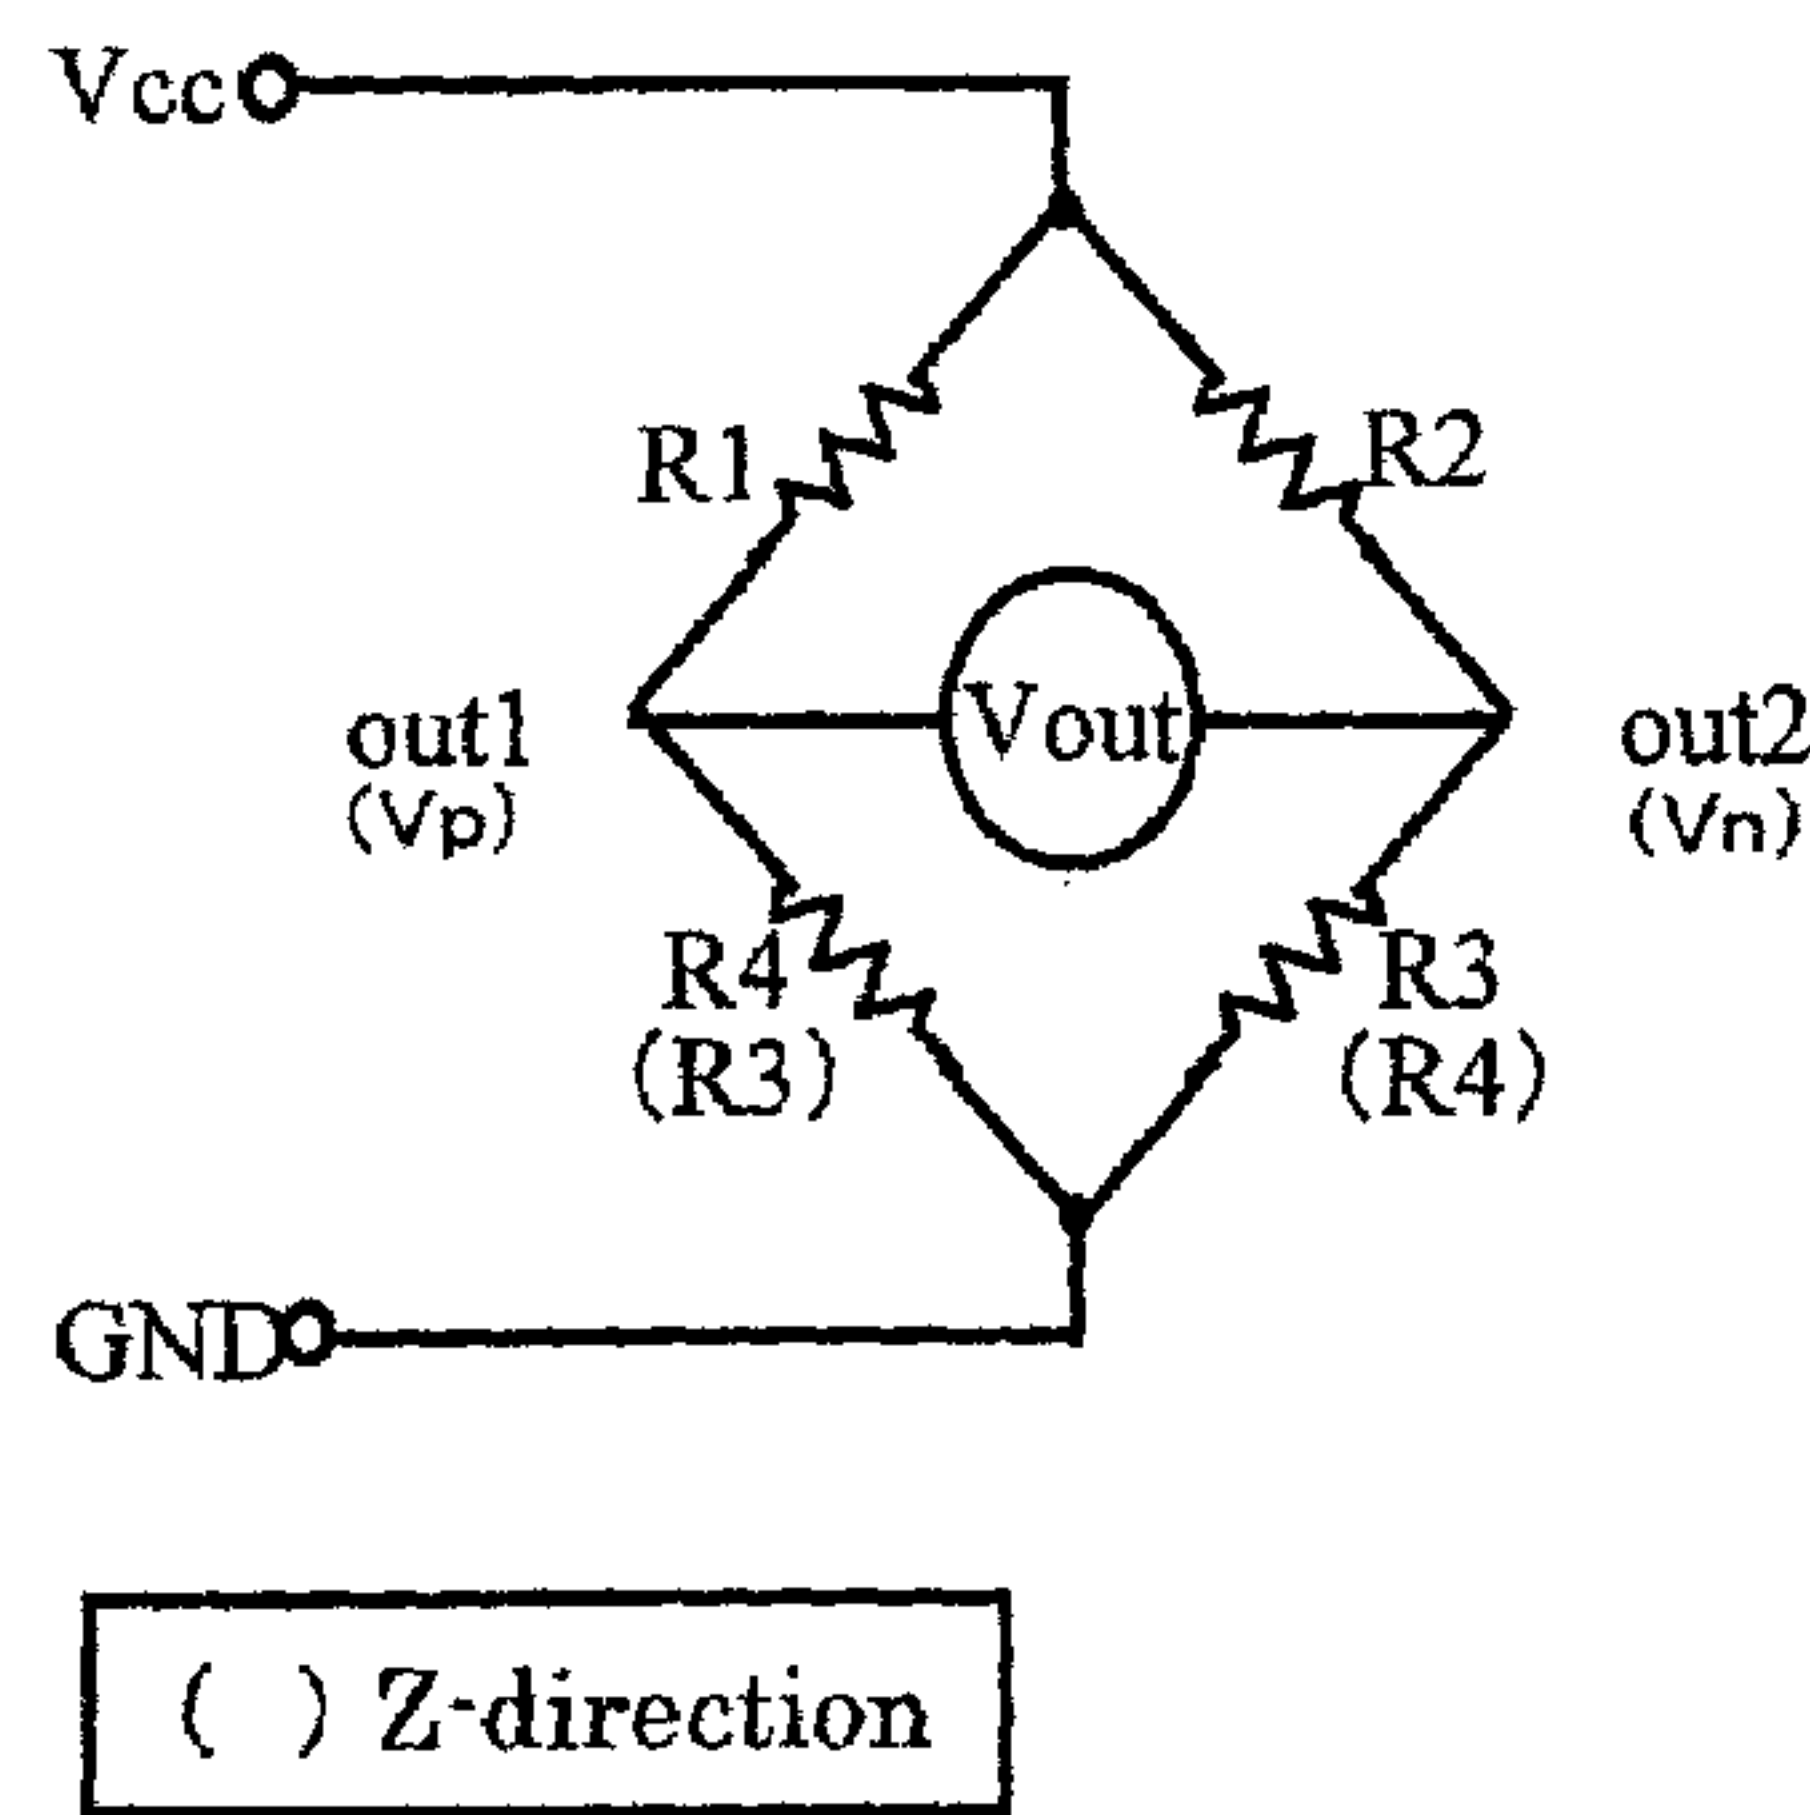 Vcc
R1
R2
out1
(Vp)
Vout
out2
(Vn)
R4
(R3)
R3
(R4)
GND
( ) Z-direction